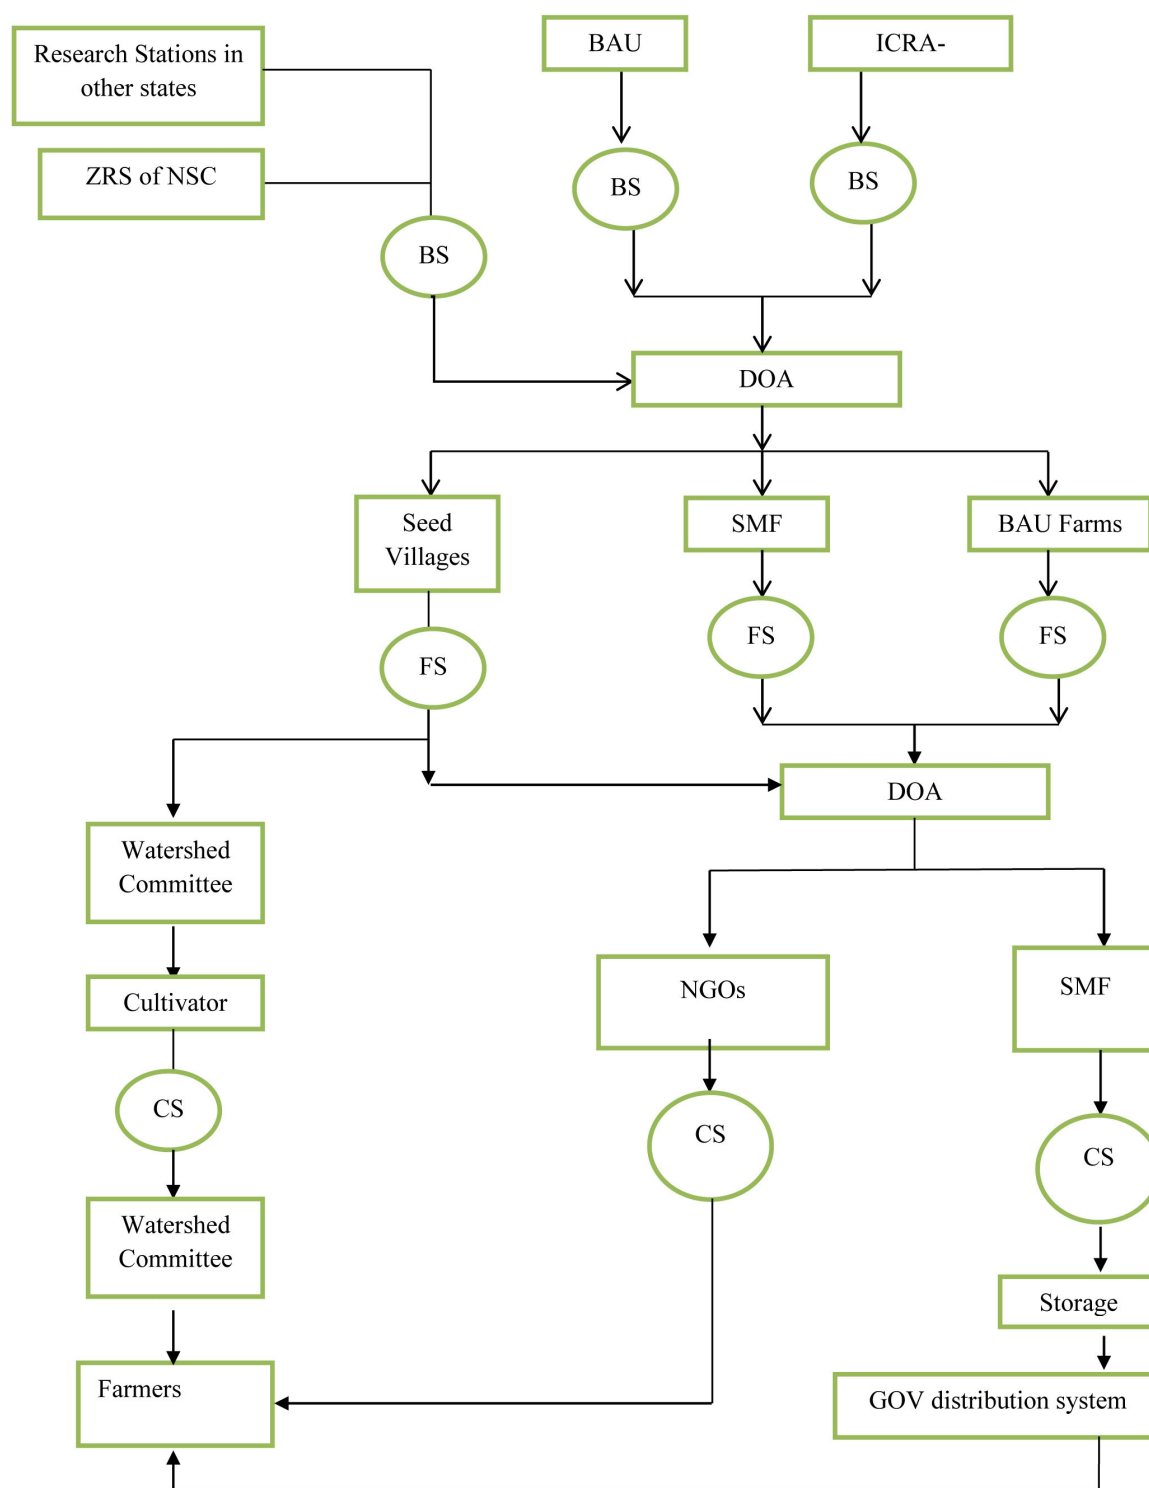 Research Stations in
other states
BAU
ICRA-
ZRS of NSC
BS
BS
BS
DOA
Seed
Villages
SMF
BAU Farms
FS
FS
FS
DOA
Watershed
Committee
NGOs
SMF
Cultivator
CS
CS
CS
Watershed
Committee
Storage
Farmers
GOV distribution system